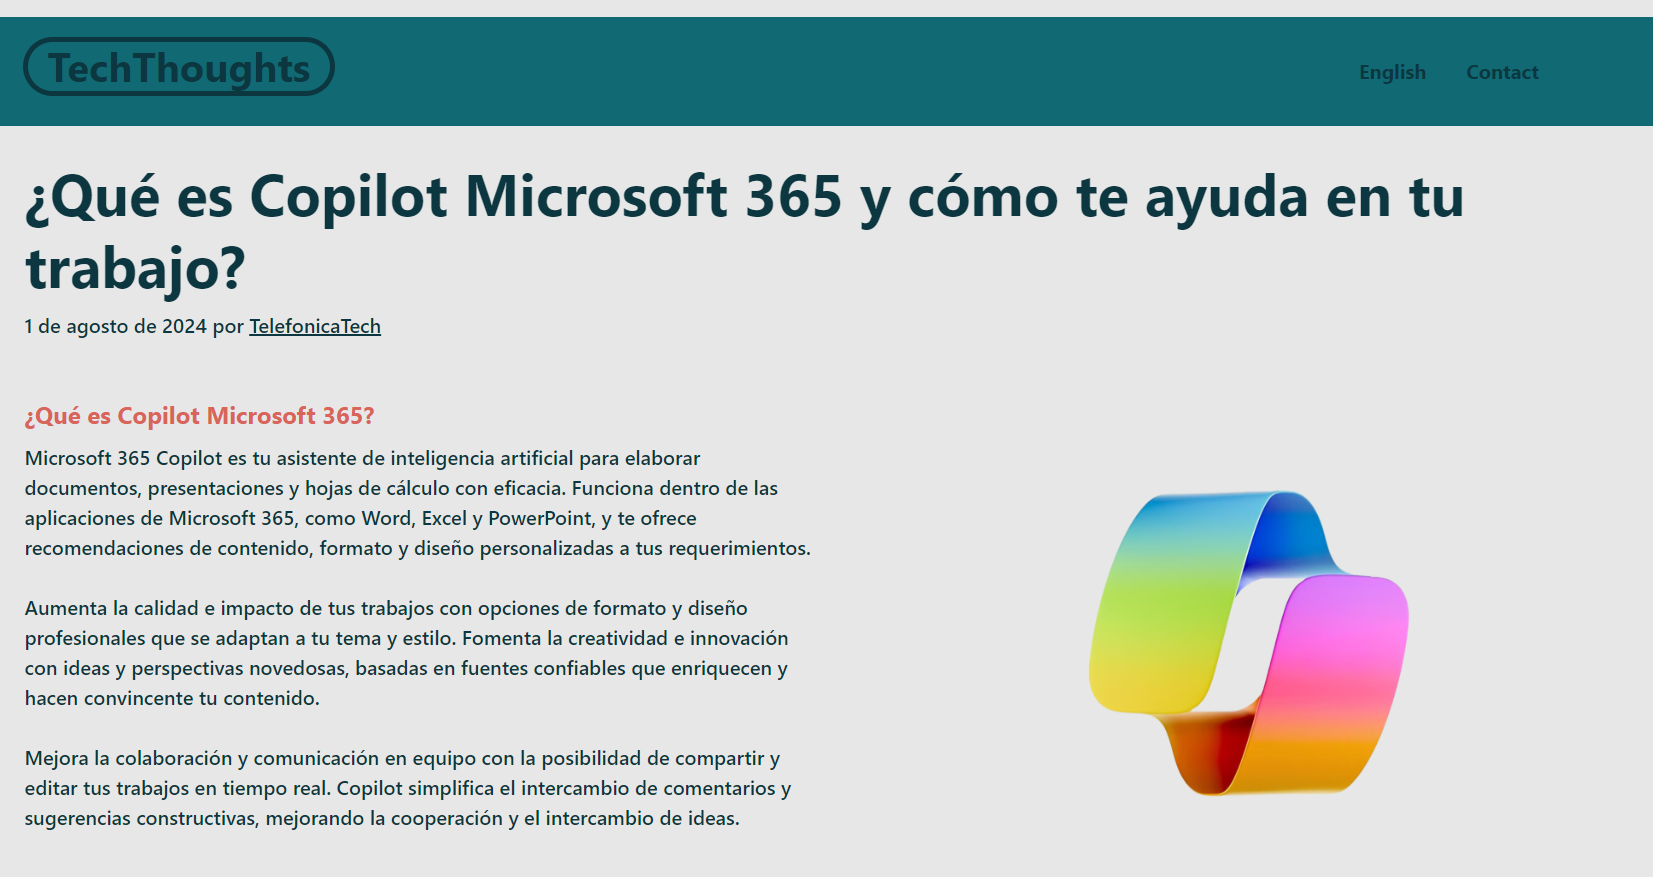 TechThoughts
English Contact
¿Qué es Copilot Microsoft 365 y cómo te ayuda en tu
trabajo?
1 de agosto de 2024 por TelefonicaTech
¿Qué es Copilot Microsoft 365?
Microsoft 365 Copilot es tu asistente de inteligencia artificial para elaborar
documentos, presentaciones y hojas de cálculo con eficacia. Funciona dentro de las
aplicaciones de Microsoft 365, como Word, Excel y PowerPoint, y te ofrece
recomendaciones de contenido, formato y diseño personalizadas a tus requerimientos.
Aumenta la calidad e impacto de tus trabajos con opciones de formato y diseño
profesionales que se adaptan a tu tema y estilo. Fomenta la creatividad e innovación
con ideas y perspectivas novedosas, basadas en fuentes confiables que enriquecen y
hacen convincente tu contenido.
Mejora la colaboración y comunicación en equipo con la posibilidad de compartir y
editar tus trabajos en tiempo real. Copilot simplifica el intercambio de comentarios y
sugerencias constructivas, mejorando la cooperación y el intercambio de ideas.